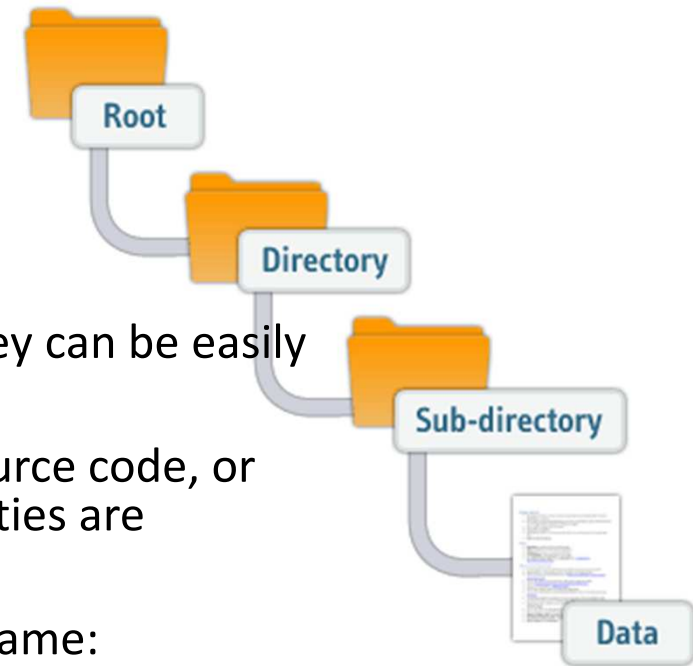 Root
Directory
ey can be easily
Sub-directory
urce code, or
ties are
ame:
Data